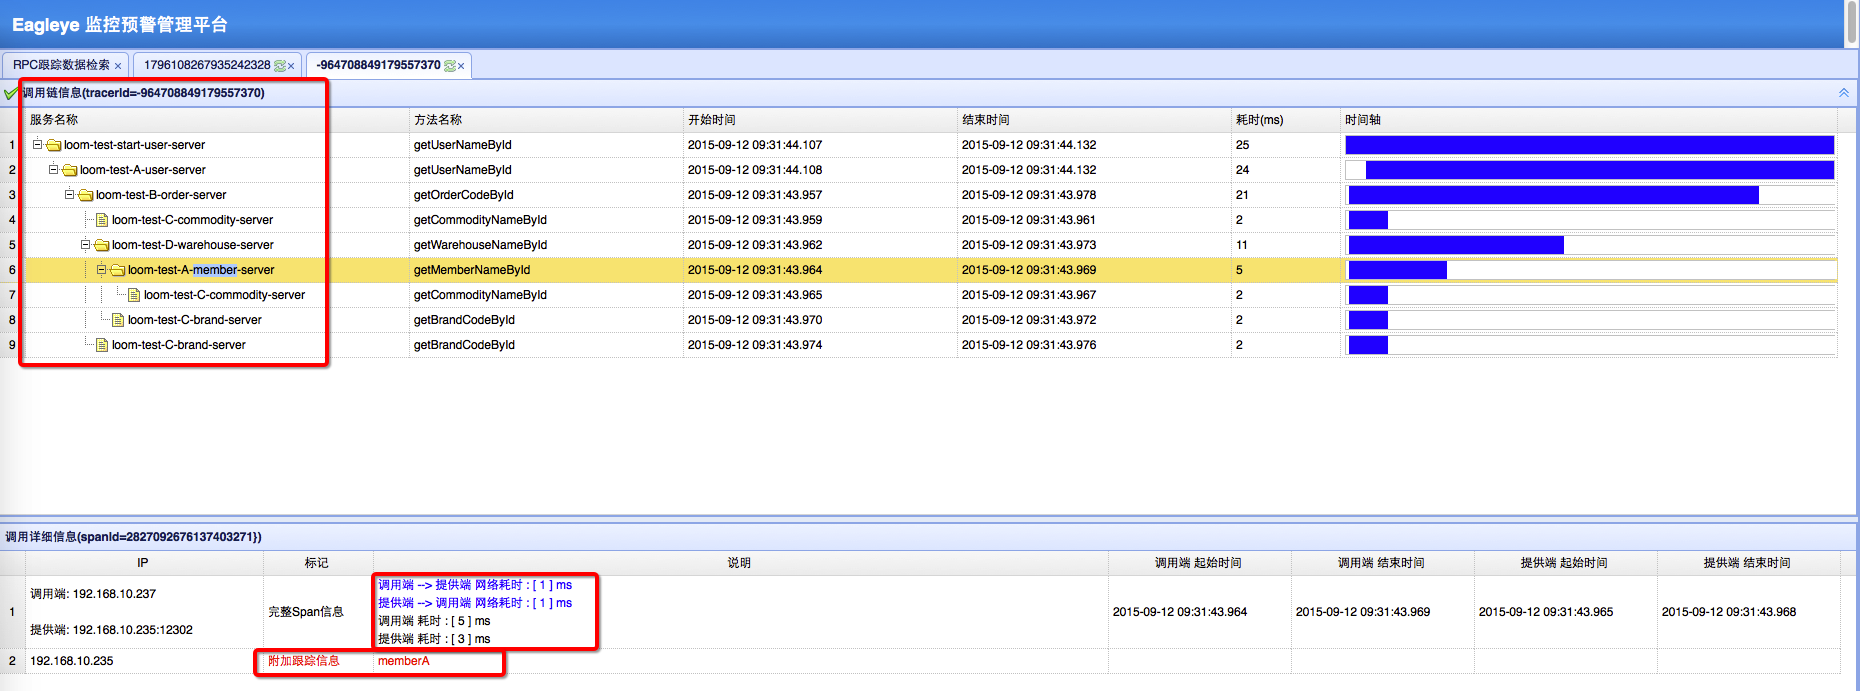 Eagleye 监控预警管理平台
RPC跟踪数据检索 × 1796108267935242328 × -964708849179557370 ×
调用链信息(tracerId=-964708849179557370)
服务名称 方法名称 开始时间 结束时间 耗时(ms) 时间轴
1 loom-test-start-user-server getUserNameById 2015-09-12 09:31:44.107 2015-09-12 09:31:44.132 25
2 loom-test-A-user-server getUserNameById 2015-09-12 09:31:44.108 2015-09-12 09:31:44.132 24
3 loom-test-B-order-server getOrderCodeById 2015-09-12 09:31:43.957 2015-09-12 09:31:43.978 21
4 loom-test-C-commodity-server getCommodityNameById 2015-09-12 09:31:43.959 2015-09-12 09:31:43.961 2
5 loom-test-D-warehouse-server getWarehouseNameById 2015-09-12 09:31:43.962 2015-09-12 09:31:43.973 11
6 loom-test-A-member-server getMemberNameById 2015-09-12 09:31:43.964 2015-09-12 09:31:43.969 5
7 loom-test-C-commodity-server getCommodityNameById 2015-09-12 09:31:43.965 2015-09-12 09:31:43.967 2
8 loom-test-C-brand-server getBrandCodeById 2015-09-12 09:31:43.970 2015-09-12 09:31:43.972 2
9 loom-test-C-brand-server getBrandCodeById 2015-09-12 09:31:43.974 2015-09-12 09:31:43.976 2
调用详细信息(spanId=2827092676137403271})
IP 标记 说明 调用端 起始时间 调用端 结束时间 提供端 起始时间 提供端 结束时间
调用端 --> 提供端 网络耗时 : [ 1 ] ms
调用端: 192.168.10.237
提供端 --> 调用端 网络耗时 : [ 1 ] ms
1 完整Span信息 2015-09-12 09:31:43.964 2015-09-12 09:31:43.969 2015-09-12 09:31:43.965 2015-09-12 09:31:43.968
调用端 耗时 : [ 5 ] ms
提供端: 192.168.10.235:12302
提供端 耗时 : [ 3 ] ms
2 192.168.10.235 附加跟踪信息 memberA